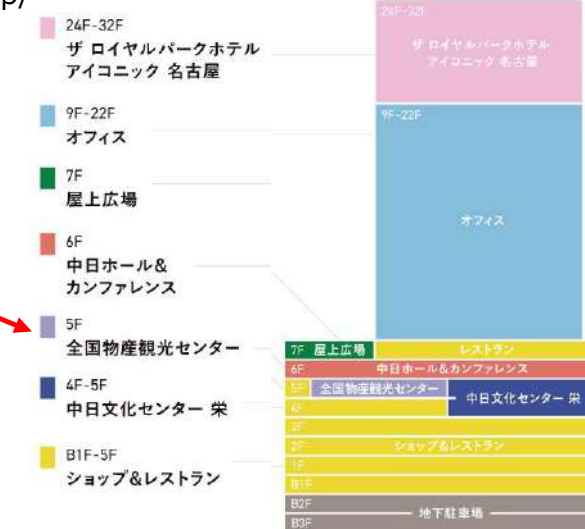 p/
24F-32F
ザ ロイヤルパークホテル
アイコニック 名古屋
9F-22F
オフィス
7F
屋上広場
6F
中日ホール&
カンファレンス
5F
全国物産観光センター
4F-5F
中日文化センター 栄
B1F-5F
ショップ&レストラン
24F-32F
ザ ロイヤルパークホテル
アイコニック 名古屋
9F-22F
オフィス
7F 屋上広場 レストラン
6F 中日ホール&カンファレンス
5F 全国物産観光センター
中日文化センター 栄
4F
3F
2F ショップ&レストラン
1F
B1F
B2F
地下駐車場
B3F